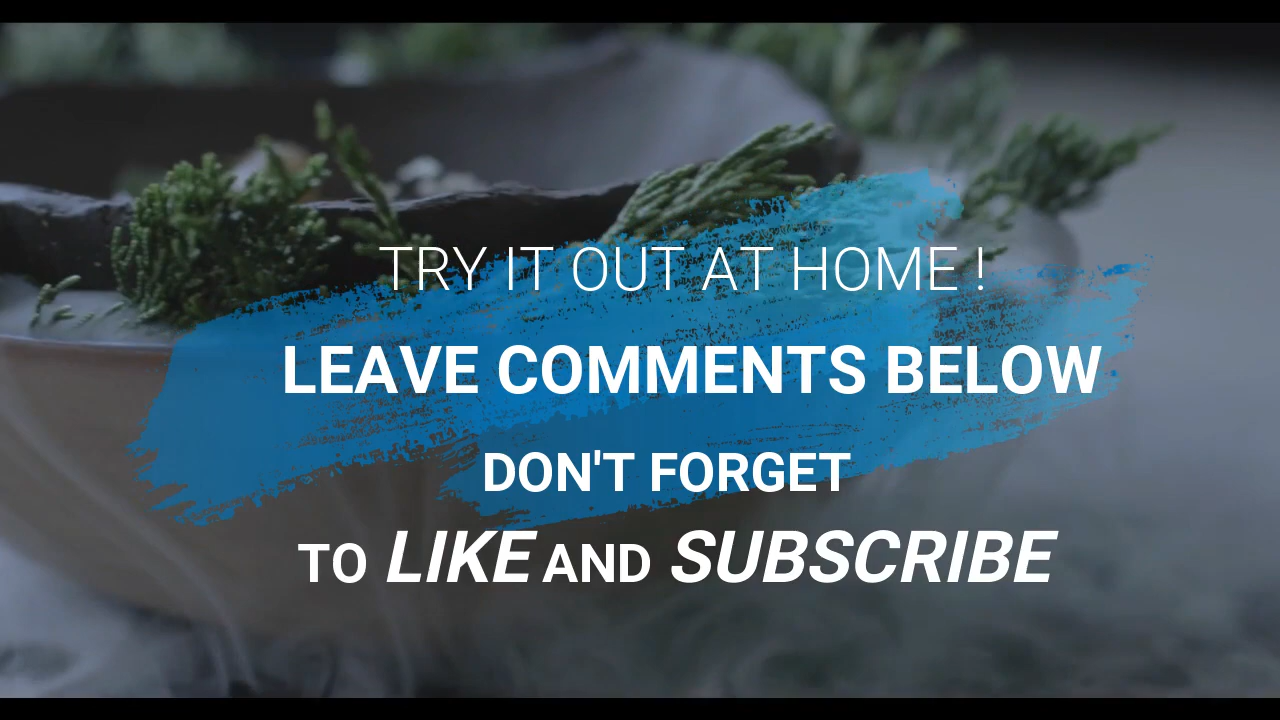 TRY IT OUT AT HOME !
LEAVE COMMENTS BELOW
DON'T FORGET
TO LIKE AND SUBSCRIBE